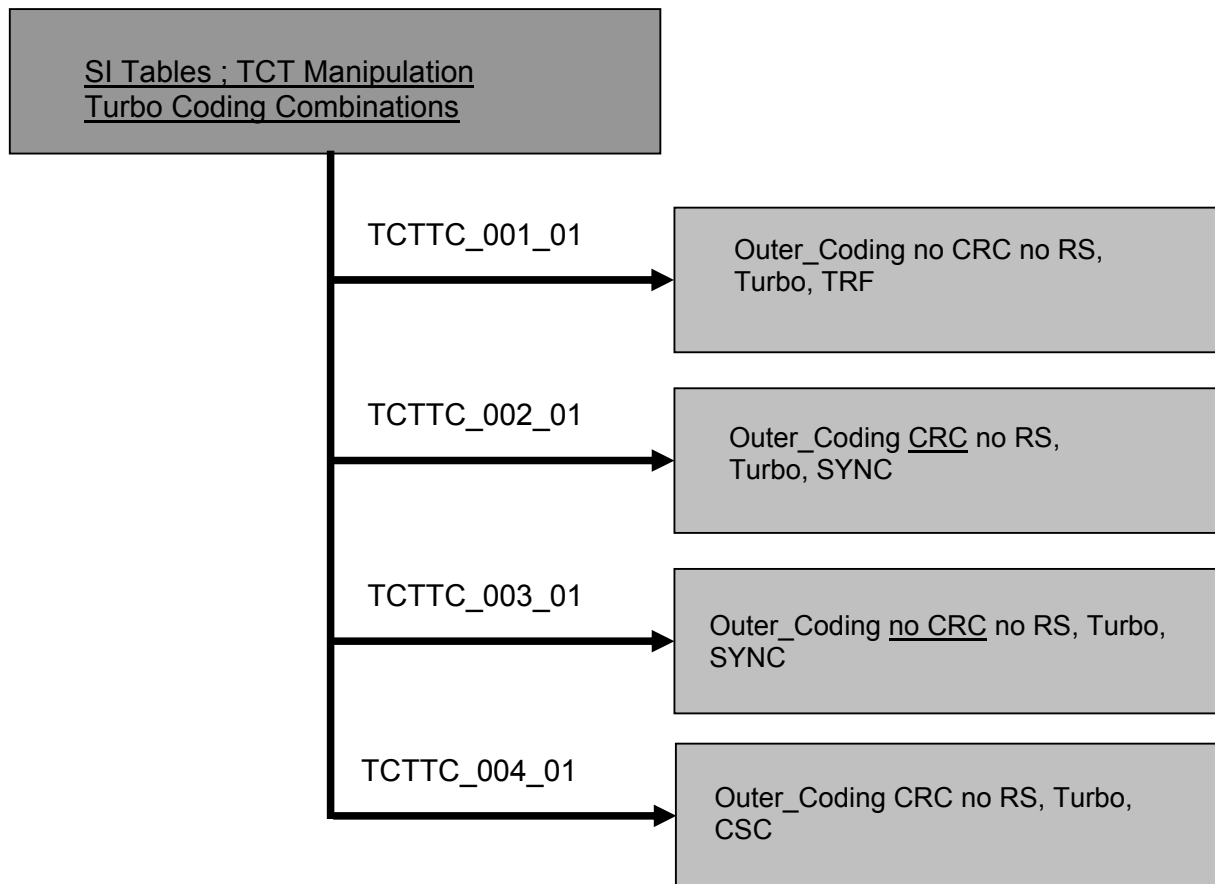 SI Tables ; TCT Manipulation
Turbo Coding Combinations
TCTTC_001_01
Outer_Coding no CRC no RS,
Turbo, TRF
TCTTC_002_01
Outer_Coding CRC no RS,
Turbo, SYNC
TCTTC_003_01
Outer_Coding no CRC no RS, Turbo,
SYNC
TCTTC_004_01
Outer_Coding CRC no RS, Turbo,
CSC